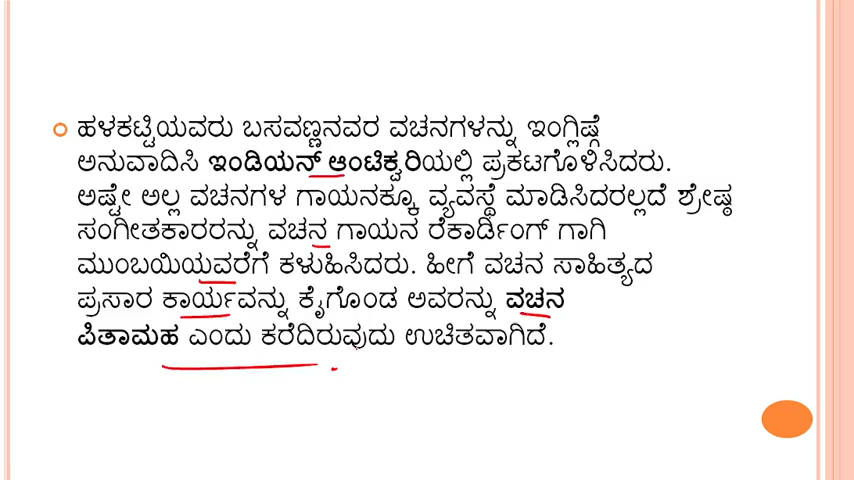 ಹಳಕಟ್ಟಿಯವರು ಬಸವಣ್ಣನವರ ವಚನಗಳನ್ನು ಇಂಗ್ಲಿಷ್ಗೆ
ಅನುವಾದಿಸಿ ಇಂಡಿಯನ್ ಆಂಟಿಕ್ವರಿಯಲ್ಲಿ ಪ್ರಕಟಗೊಳಿಸಿದರು.
ಅಷ್ಟೇ ಅಲ್ಲ ವಚನಗಳ ಗಾಯನಕ್ಕೂ ವ್ಯವಸ್ಥೆ ಮಾಡಿಸಿದರಲ್ಲದೆ ಶ್ರೇಷ್ಠ
ಸಂಗೀತಕಾರರನ್ನು ವಚನ ಗಾಯನ ರೆಕಾರ್ಡಿಂಗ್ ಗಾಗಿ
ಮುಂಬಯಿಯವರೆಗೆ ಕಳುಹಿಸಿದರು. ಹೀಗೆ ವಚನ ಸಾಹಿತ್ಯದ
ಪ್ರಸಾರ ಕಾರ್ಯವನ್ನು ಕೈಗೊಂಡ ಅವರನ್ನು ವಚನ
ಪಿತಾಮಹ ಎಂದು ಕರೆದಿರುವುದು ಉಚಿತವಾಗಿದೆ.